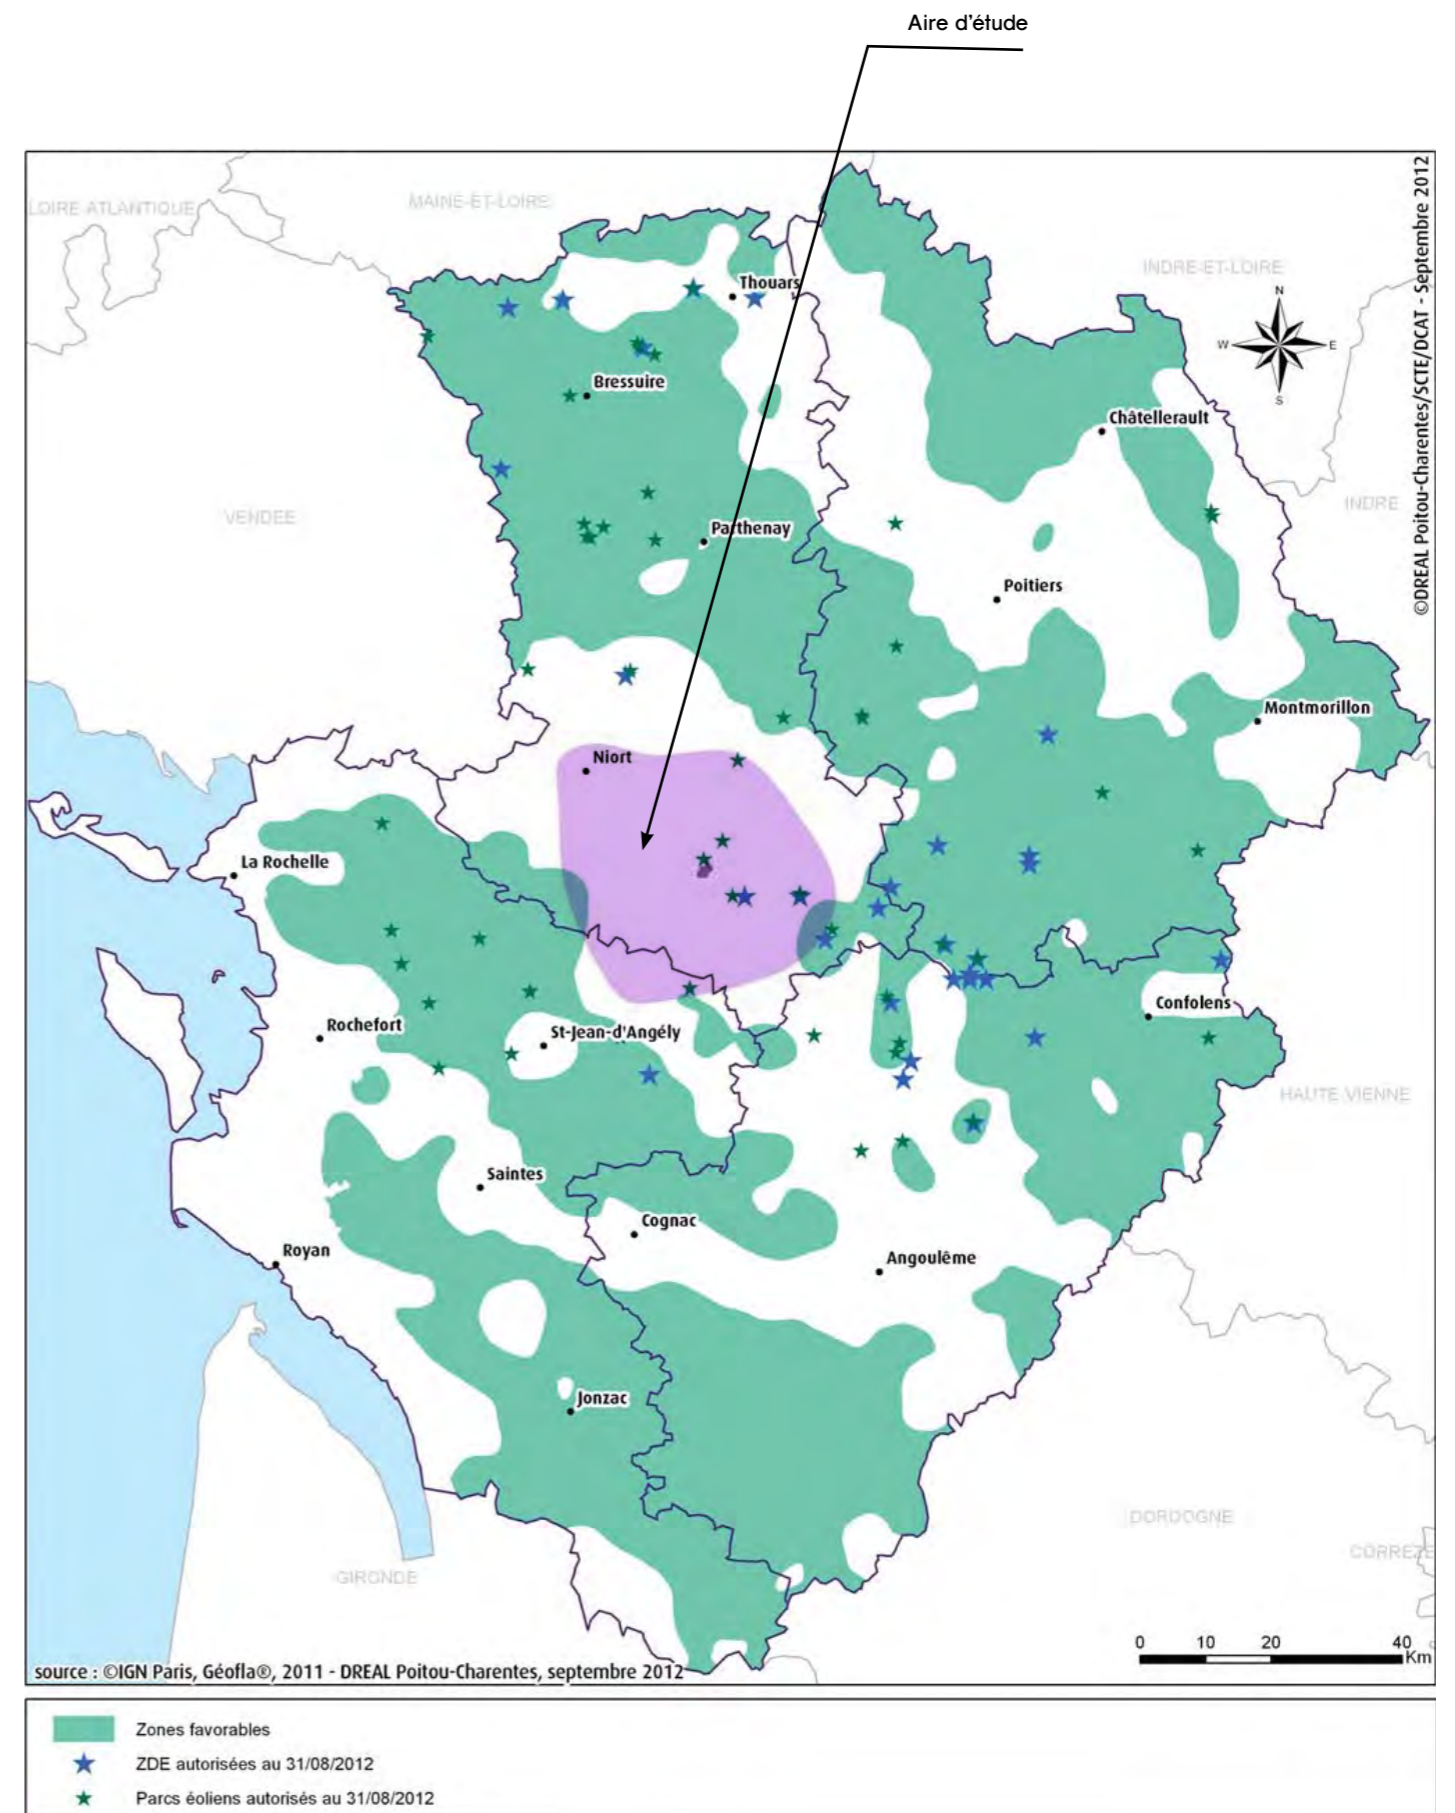 Aire d'étude
LOIRE ATLANTIQUE
MAINE-ET-LOIRE
INDRE-ET-LOIRE
©DREAL Poitou-Charentes/SCTE/DCAT - Septembre 2012
Thouars
N
W
E
S
Bressuire
Châtellerault
VENDEE
INDRE
Parthenay
Poitiers
Montmorillon
Niort
La Rochelle
Confolens
Rochefort
St-Jean-d'Angély
HAUTE VIENNE
Saintes
Cognac
Royan
Angoulême
Jonzac
DORDOGNE
CORREZE
GIRONDE
0 10 20 40
Km
source : ©IGN Paris, Géofla®, 2011 - DREAL Poitou-Charentes, septembre 2012
Zones favorables
ZDE autorisées au 31/08/2012
Parcs éoliens autorisés au 31/08/2012